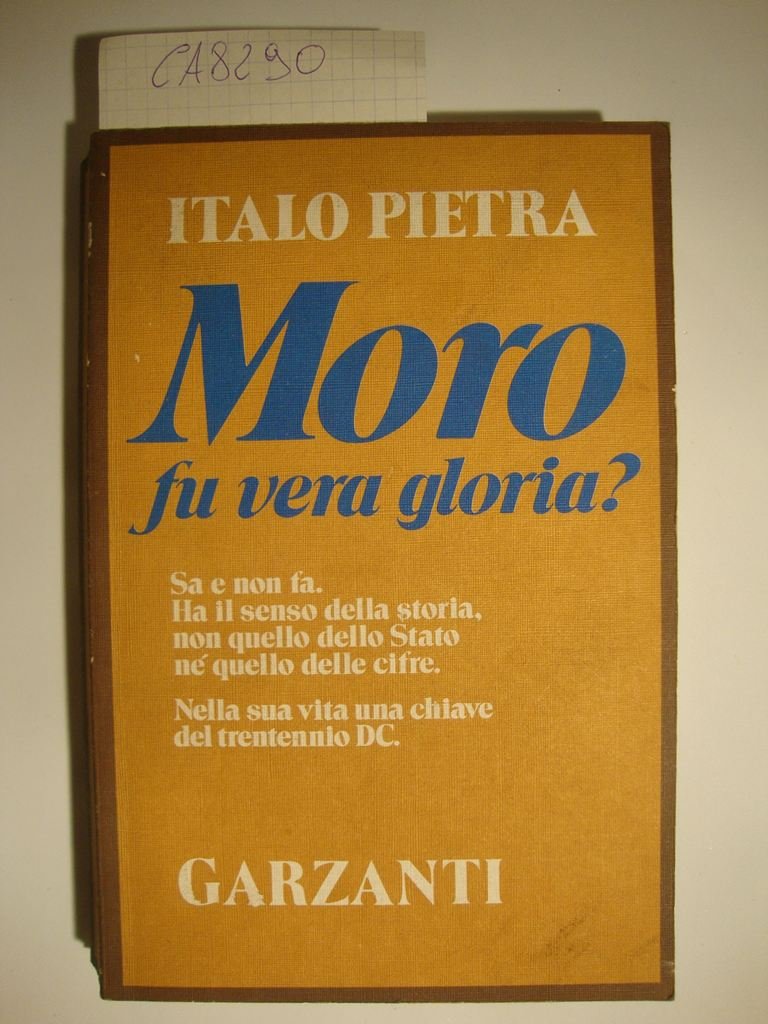 CA8290
ITALO PIETRA
Moro
fu vera gloria?
Sa e non fa.
Ha il senso della storia,
non quello dello Stato
né quello delle cifre.
Nella sua vita una chiave
del trentennio DC.
GARZANTI